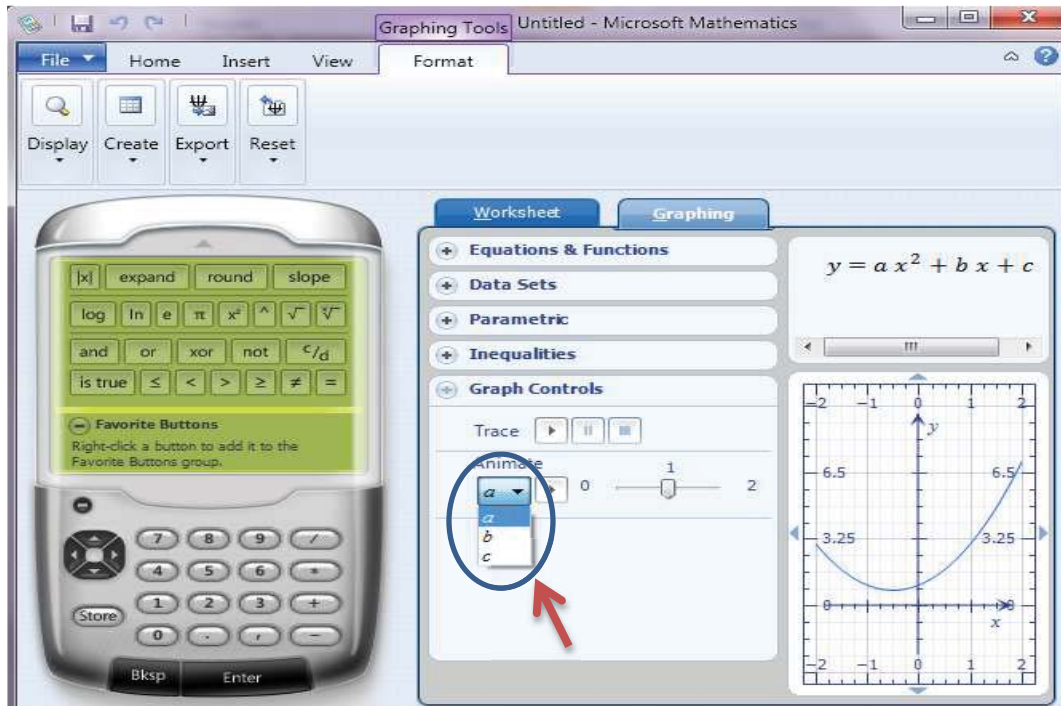 Graphing Tools Untitled - Microsoft Mathematics
File Home Insert View Format
Display Create Export Reset
Worksheet Graphing
|x| expand round slope
log ln e π x² ^ √ ∜
and or xor not c/d
is true ≤ < > ≥ ≠ =
Favorite Buttons
Right-click a button to add it to the
Favorite Buttons group.
7 8 9 /
4 5 6 *
Store 1 2 3 +
0 . , −
Bksp Enter
Equations & Functions
Data Sets
Parametric
Inequalities
Graph Controls
Trace
Animate
a 0 1 2
a
b
c
y = a x² + b x + c
-2 -1 0 1 2
y
6.5 6.5
3.25 3.25
0 0
x
-2 -1 0 1 2